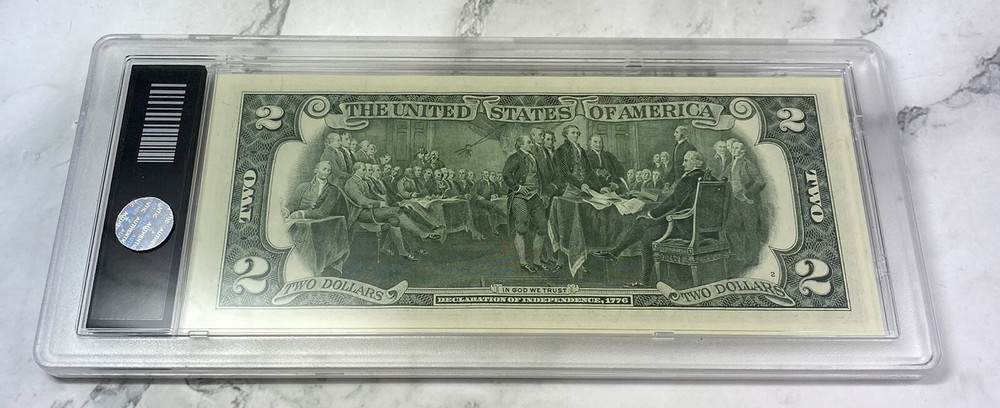 2 THE UNITED STATES OF AMERICA 2
TWO
TWO
2 TWO DOLLARS
IN GOD WE TRUST
DECLARATION OF INDEPENDENCE, 1776
2
TWO DOLLARS 2